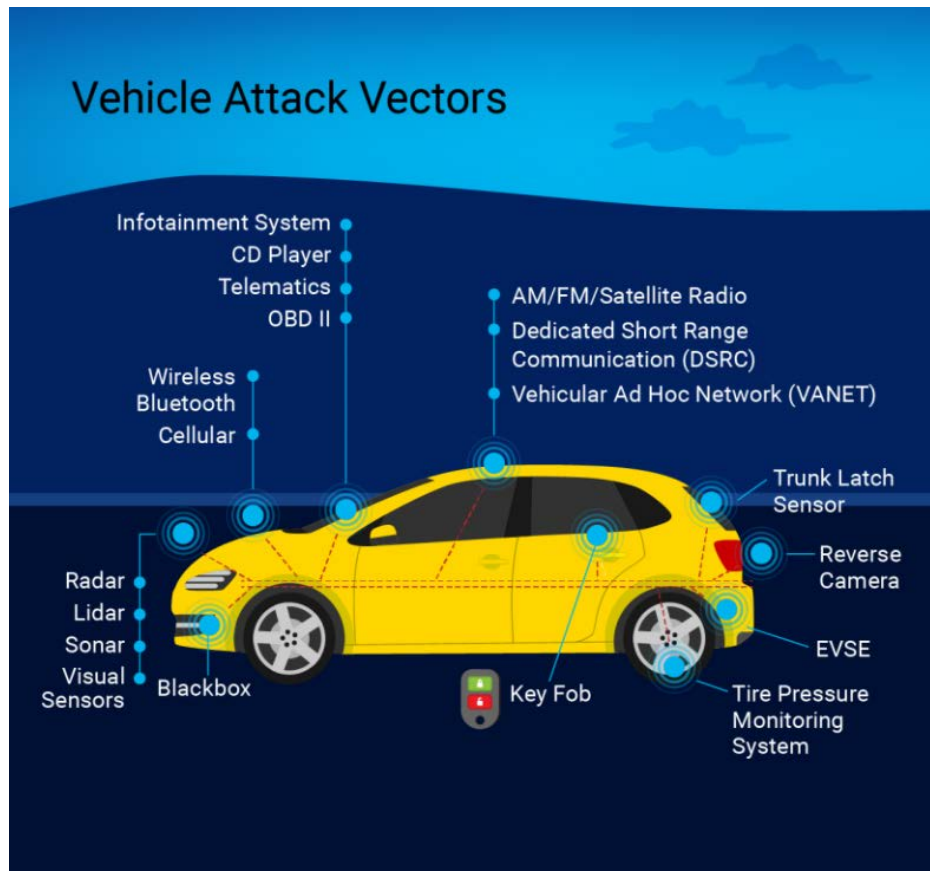 Vehicle Attack Vectors
Infotainment System
CD Player
Telematics
OBD II
AM/FM/Satellite Radio
Dedicated Short Range
Communication (DSRC)
Vehicular Ad Hoc Network (VANET)
Wireless
Bluetooth
Cellular
Trunk Latch
Sensor
Reverse
Camera
EVSE
Tire Pressure
Monitoring
System
Key Fob
Blackbox
Radar
Lidar
Sonar
Visual
Sensors